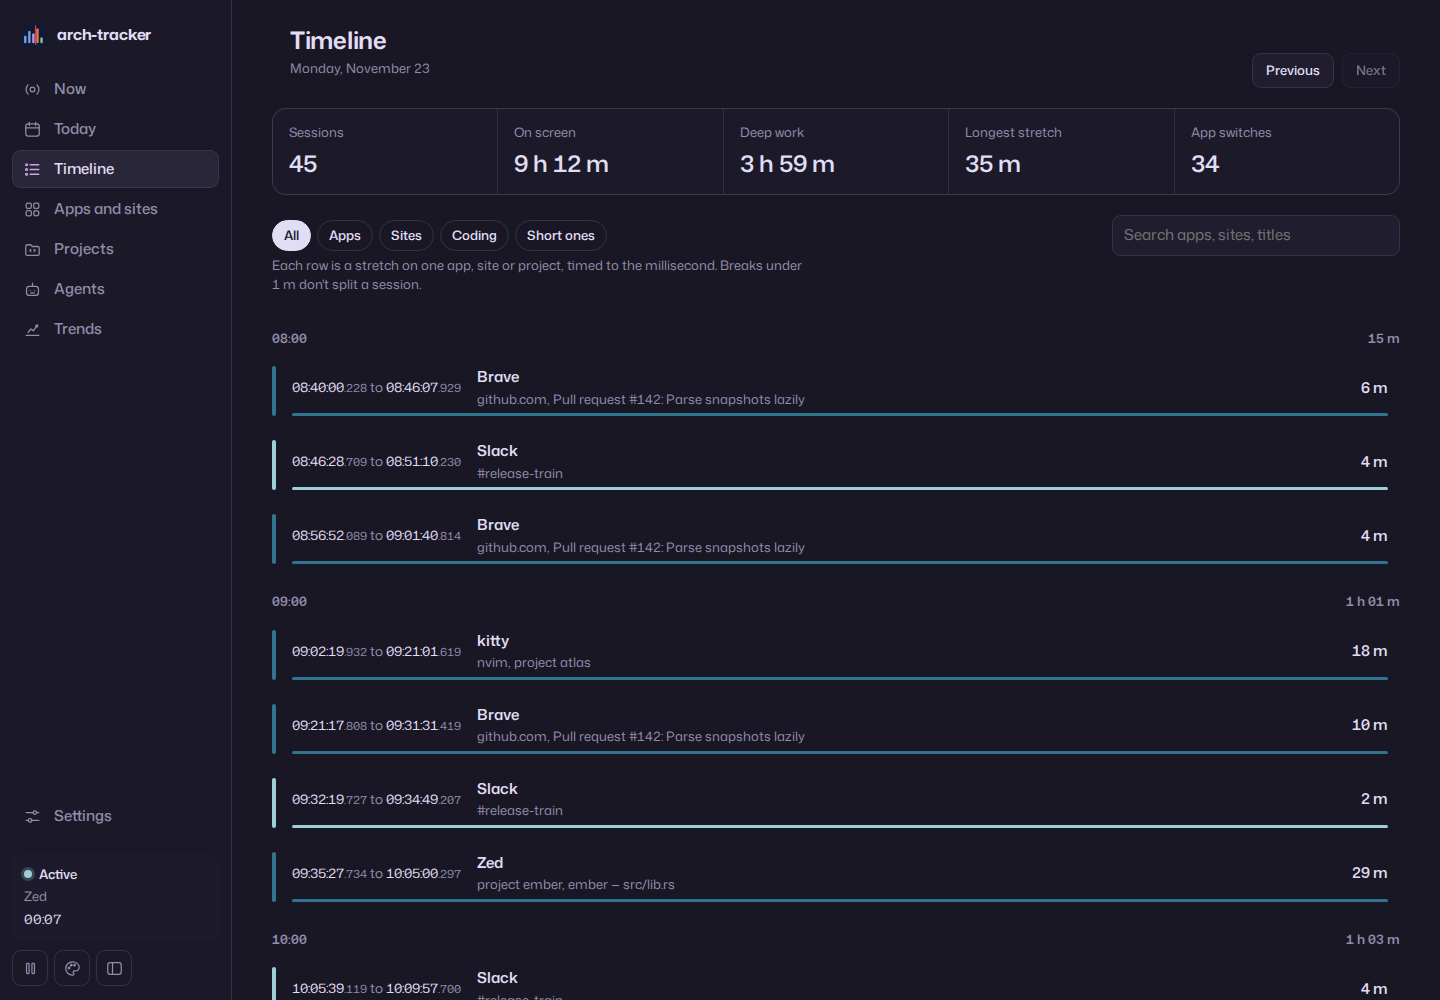 arch-tracker
Now
Today
Timeline
Apps and sites
Projects
Agents
Trends
Settings
Active
Zed
00:07
Timeline
Monday, November 23
Previous
Next
Sessions
45
On screen
9 h 12 m
Deep work
3 h 59 m
Longest stretch
35 m
App switches
34
All
Apps
Sites
Coding
Short ones
Search apps, sites, titles
Each row is a stretch on one app, site or project, timed to the millisecond. Breaks under
1 m don't split a session.
08:00
15 m
08:40:00.228 to 08:46:07.929
Brave
github.com, Pull request #142: Parse snapshots lazily
6 m
08:46:28.709 to 08:51:10.230
Slack
#release-train
4 m
08:56:52.089 to 09:01:40.814
Brave
github.com, Pull request #142: Parse snapshots lazily
4 m
09:00
1 h 01 m
09:02:19.932 to 09:21:01.619
kitty
nvim, project atlas
18 m
09:21:17.808 to 09:31:31.419
Brave
github.com, Pull request #142: Parse snapshots lazily
10 m
09:32:19.727 to 09:34:49.207
Slack
#release-train
2 m
09:35:27.734 to 10:05:00.297
Zed
project ember, ember – src/lib.rs
29 m
10:00
1 h 03 m
10:05:39.119 to 10:09:57.700
Slack
#release-train
4 m